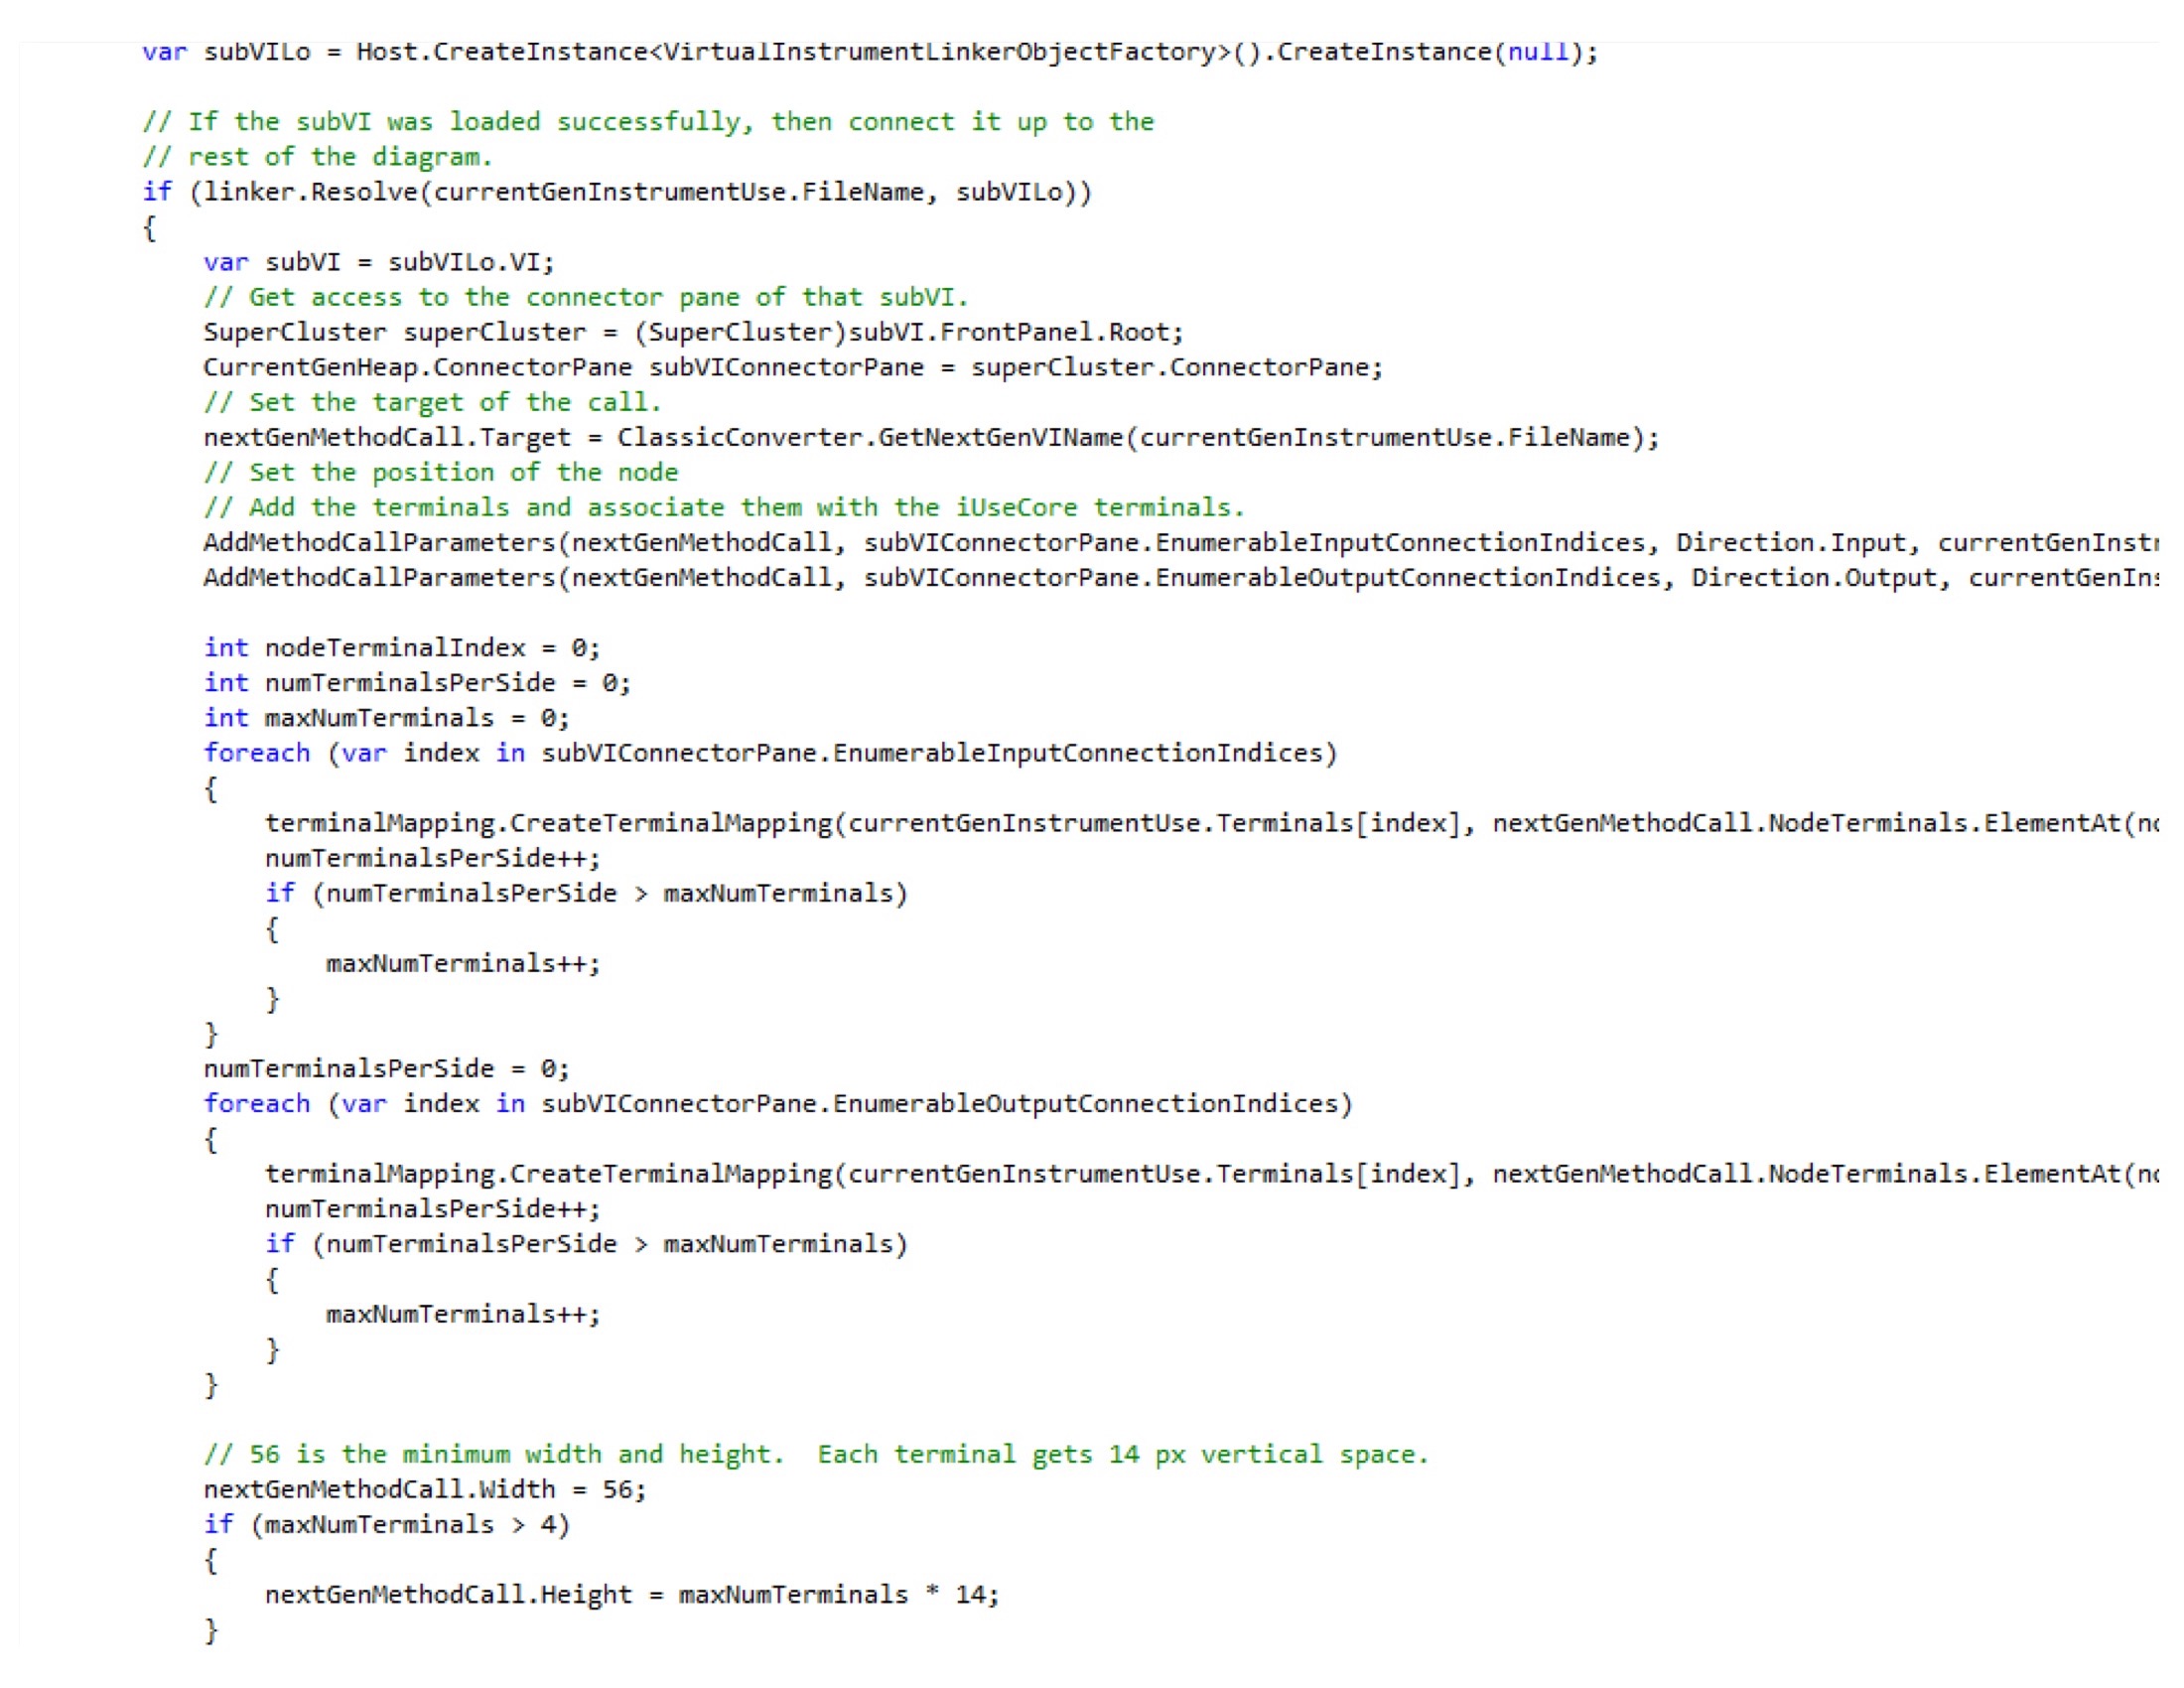 var subVILo = Host.CreateInstance<VirtualInstrumentLinkerObjectFactory>().CreateInstance(null);
// If the subVI was loaded successfully, then connect it up to the
// rest of the diagram.
if (linker.Resolve(currentGenInstrumentUse.FileName, subVILo))
{
var subVI = subVILo.VI;
// Get access to the connector pane of that subVI.
SuperCluster superCluster = (SuperCluster)subVI.FrontPanel.Root;
CurrentGenHeap.ConnectorPane subVIConnectorPane = superCluster.ConnectorPane;
// Set the target of the call.
nextGenMethodCall.Target = ClassicConverter.GetNextGenVIName(currentGenInstrumentUse.FileName);
// Set the position of the node
// Add the terminals and associate them with the iUseCore terminals.
AddMethodCallParameters(nextGenMethodCall, subVIConnectorPane.EnumerableInputConnectionIndices, Direction.Input, currentGenInstr
AddMethodCallParameters(nextGenMethodCall, subVIConnectorPane.EnumerableOutputConnectionIndices, Direction.Output, currentGenIns
int nodeTerminalIndex = 0;
int numTerminalsPerSide = 0;
int maxNumTerminals = 0;
foreach (var index in subVIConnectorPane.EnumerableInputConnectionIndices)
{
terminalMapping.CreateTerminalMapping(currentGenInstrumentUse.Terminals[index], nextGenMethodCall.NodeTerminals.ElementAt(no
numTerminalsPerSide++;
if (numTerminalsPerSide > maxNumTerminals)
{
maxNumTerminals++;
}
}
numTerminalsPerSide = 0;
foreach (var index in subVIConnectorPane.EnumerableOutputConnectionIndices)
{
terminalMapping.CreateTerminalMapping(currentGenInstrumentUse.Terminals[index], nextGenMethodCall.NodeTerminals.ElementAt(no
numTerminalsPerSide++;
if (numTerminalsPerSide > maxNumTerminals)
{
maxNumTerminals++;
}
}
// 56 is the minimum width and height.  Each terminal gets 14 px vertical space.
nextGenMethodCall.Width = 56;
if (maxNumTerminals > 4)
{
nextGenMethodCall.Height = maxNumTerminals * 14;
}